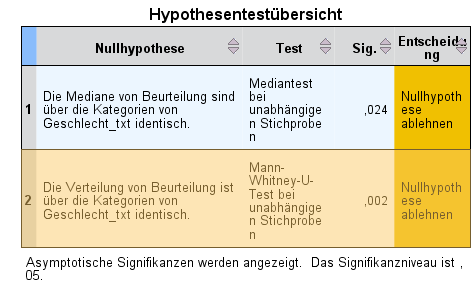 Hypothesentestübersicht
Nullhypothese
Test
Sig.
Entscheidu
ng
1
Die Mediane von Beurteilung sind
über die Kategorien von
Geschlecht_txt identisch.
Mediantest
bei
unabhängige
n Stichprobe
n
,024
Nullhypoth
ese
ablehnen
2
Die Verteilung von Beurteilung ist
über die Kategorien von
Geschlecht_txt identisch.
Mann-
Whitney-U-
Test bei
unabhängige
n Stichprobe
n
,002
Nullhypoth
ese
ablehnen
Asymptotische Signifikanzen werden angezeigt. Das Signifikanzniveau ist ,
05.